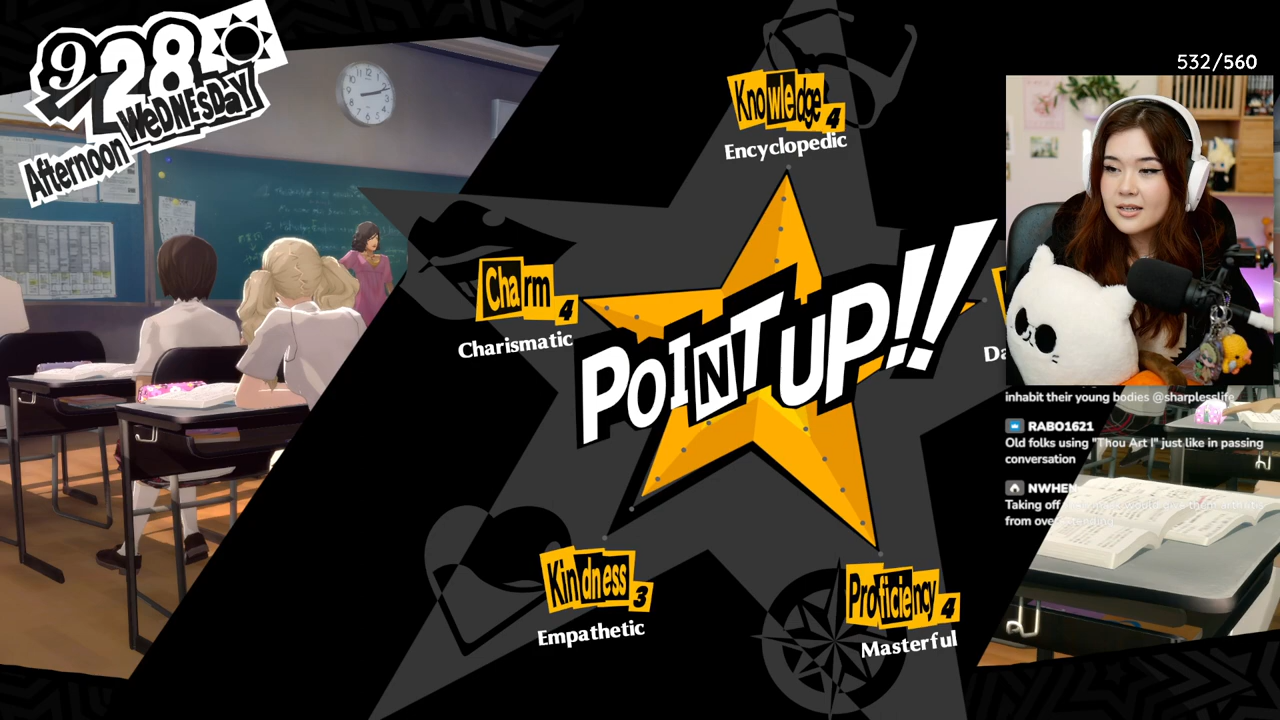 9/28
WeDNeSDaY
Afternoon
532/560
Knowledge 4
Encyclopedic
Charm 4
Charismatic
POINT UP!!
Da
Kindness 3
Empathetic
Proficiency 4
Masterful
inhabit their young bodies @sharplesslife
RABO1621
Old folks using "Thou Art I" just like in passing
conversation
NWHEN
Taking off
from over